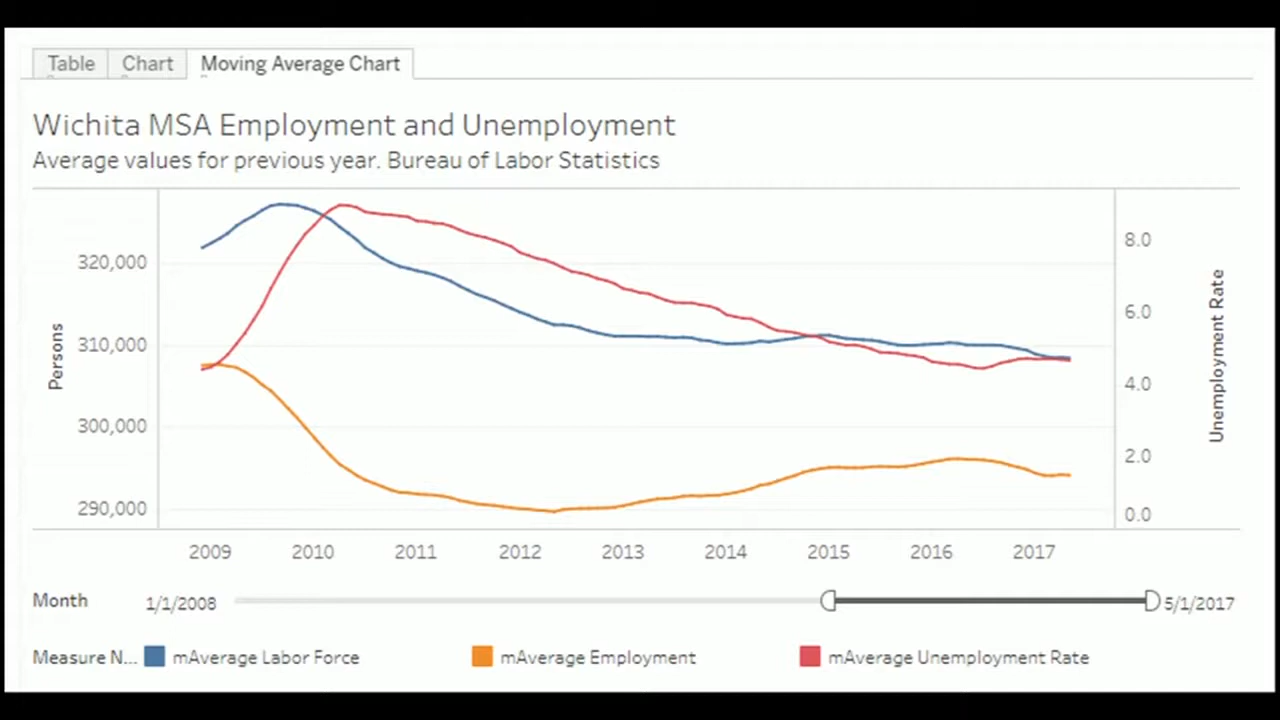 Table Chart Moving Average Chart
Wichita MSA Employment and Unemployment
Average values for previous year. Bureau of Labor Statistics
Persons
320,000
310,000
300,000
290,000
8.0
6.0
4.0
2.0
0.0
Unemployment Rate
2009 2010 2011 2012 2013 2014 2015 2016 2017
Month 1/1/2008 5/1/2017
Measure N... mAverage Labor Force mAverage Employment mAverage Unemployment Rate